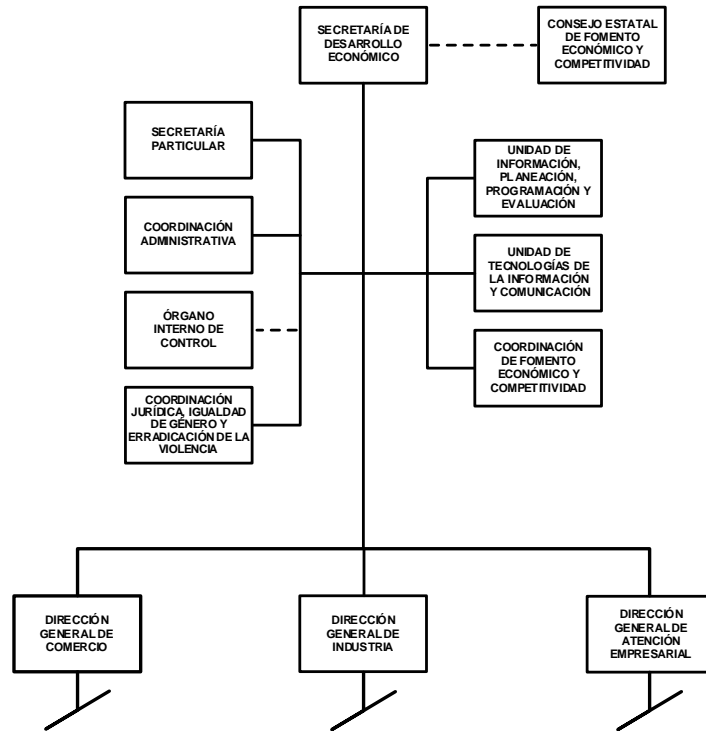 SECRETARÍA DE
DESARROLLO
ECONÓMICO
CONSEJO ESTATAL
DE FOMENTO
ECONÓMICO Y
COMPETITIVIDAD
SECRETARÍA
PARTICULAR
COORDINACIÓN
ADMINISTRATIVA
ÓRGANO
INTERNO DE
CONTROL
COORDINACIÓN
JURÍDICA, IGUALDAD
DE GÉNERO Y
ERRADICACIÓN DE LA
VIOLENCIA
UNIDAD DE
INFORMACIÓN,
PLANEACIÓN,
PROGRAMACIÓN Y
EVALUACIÓN
UNIDAD DE
TECNOLOGÍAS DE
LA INFORMACIÓN
Y COMUNICACIÓN
COORDINACIÓN
DE FOMENTO
ECONÓMICO Y
COMPETITIVIDAD
DIRECCIÓN
GENERAL DE
COMERCIO
DIRECCIÓN
GENERAL DE
INDUSTRIA
DIRECCIÓN
GENERAL DE
ATENCIÓN
EMPRESARIAL